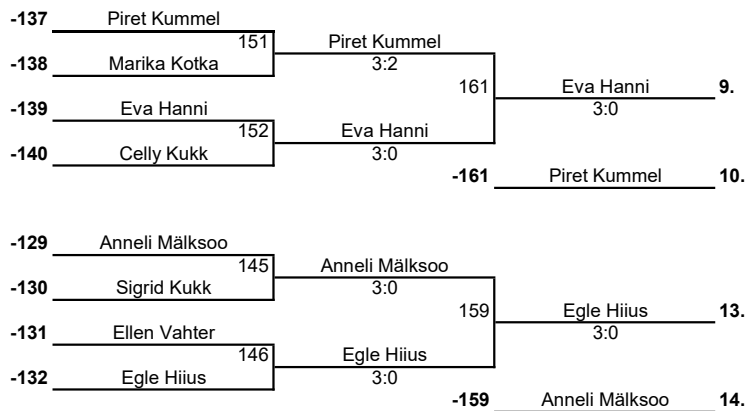 -137 Piret Kummel
151 Piret Kummel
-138 Marika Kotka 3:2
161 Eva Hanni 9.
-139 Eva Hanni 3:0
152 Eva Hanni
-140 Celly Kukk 3:0
-161 Piret Kummel 10.
-129 Anneli Mälksoo
145 Anneli Mälksoo
-130 Sigrid Kukk 3:0
159 Egle Hiius 13.
-131 Ellen Vahter 3:0
146 Egle Hiius
-132 Egle Hiius 3:0
-159 Anneli Mälksoo 14.